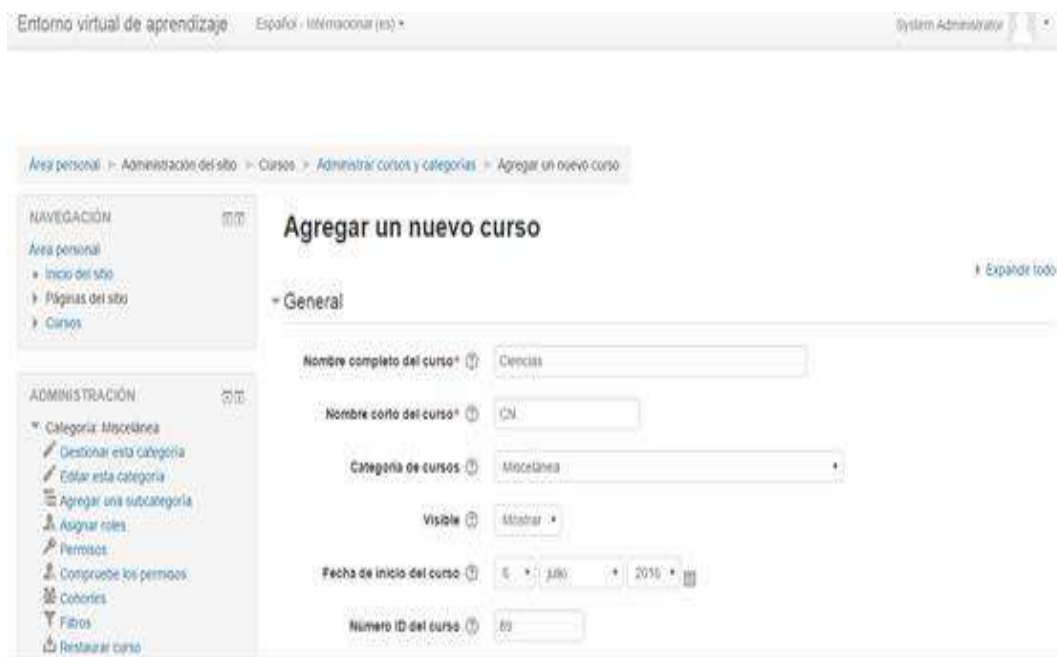 Entorno virtual de aprendizaje Español - Internacional (es)
System Administrator
Área personal Administración del sitio Cursos Administrar cursos y categorías Agregar un nuevo curso
NAVEGACIÓN
Área personal
Inicio del sitio
Páginas del sitio
Cursos
ADMINISTRACIÓN
Categoría: Miscelánea
Gestionar esta categoría
Editar esta categoría
Agregar una subcategoría
Asignar roles
Permisos
Compruebe los permisos
Cohortes
Filtros
Restaurar curso
Agregar un nuevo curso
Expande todo
General
Nombre completo del curso* Ciencias
Nombre corto del curso* CN
Categoría de cursos Miscelánea
Visible Mostrar
Fecha de inicio del curso 6 julio 2016
Número ID del curso